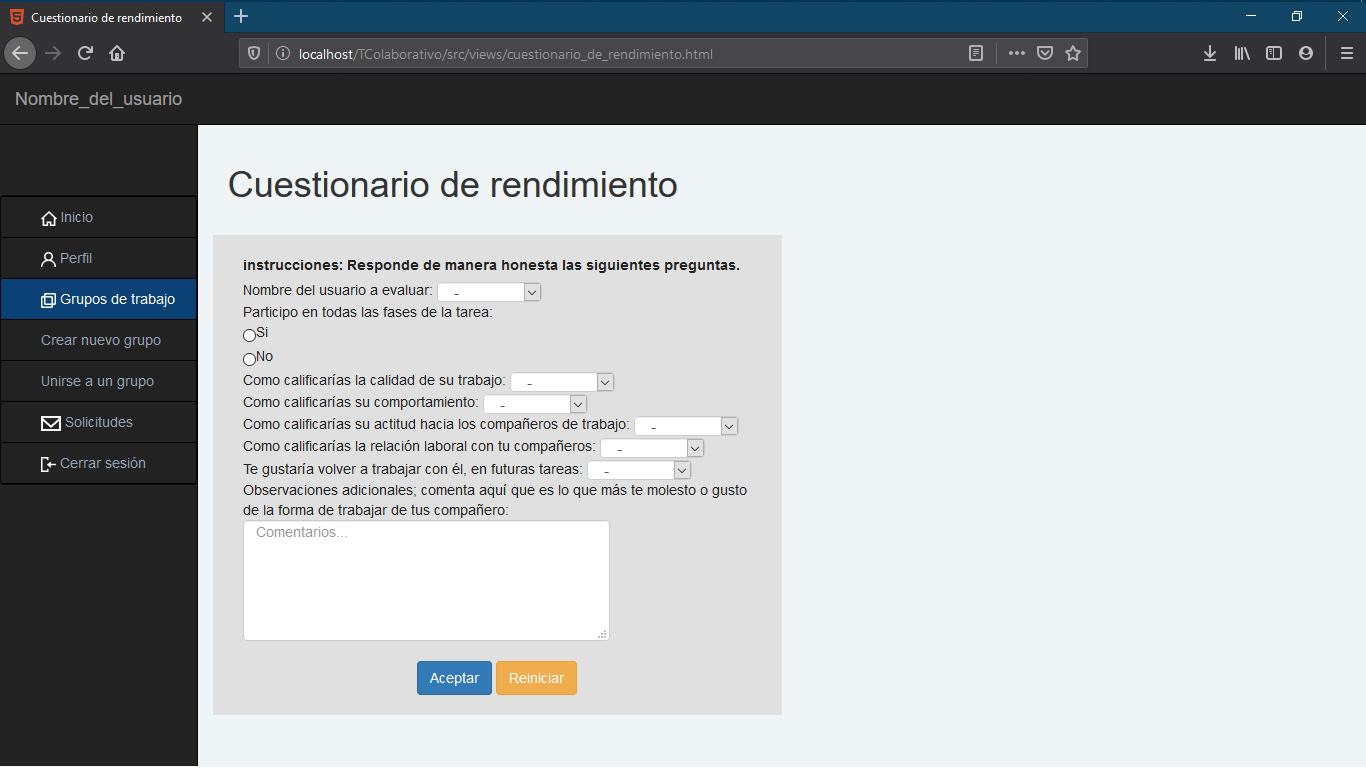 Cuestionario de rendimiento
localhost/TColaborativo/src/views/cuestionario_de_rendimiento.html
Nombre_del_usuario
Inicio
Perfil
Grupos de trabajo
Crear nuevo grupo
Unirse a un grupo
Solicitudes
Cerrar sesión
Cuestionario de rendimiento
instrucciones: Responde de manera honesta las siguientes preguntas.
Nombre del usuario a evaluar: -
Participo en todas las fases de la tarea:
Si
No
Como calificarías la calidad de su trabajo: -
Como calificarías su comportamiento: -
Como calificarías su actitud hacia los compañeros de trabajo: -
Como calificarías la relación laboral con tu compañeros: -
Te gustaría volver a trabajar con él, en futuras tareas: -
Observaciones adicionales; comenta aquí que es lo que más te molesto o gusto
de la forma de trabajar de tus compañero:
Comentarios...
Aceptar Reiniciar